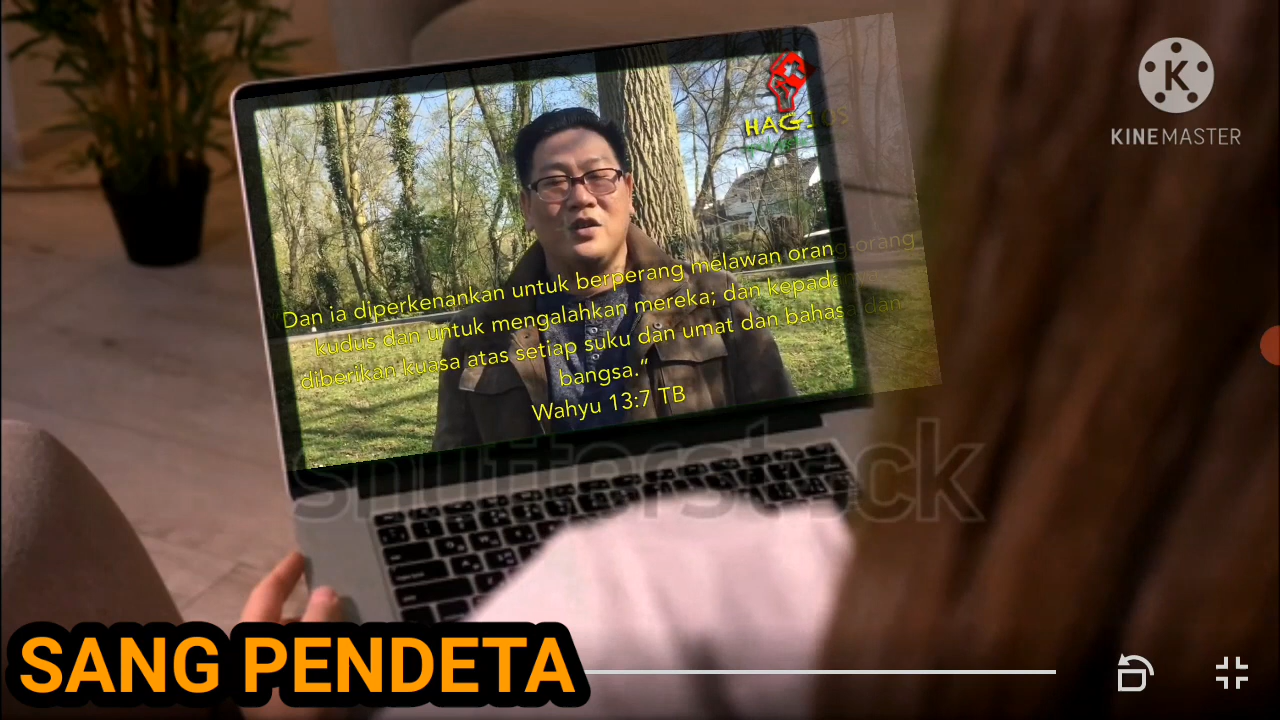 K
KINEMASTER
HAGIOS
Dan ia diperkenankan untuk berperang melawan orang-orang
kudus dan untuk mengalahkan mereka; dan kepada
diberikan kuasa atas setiap suku dan umat dan bahasa dan
bangsa.”
Wahyu 13:7 TB
shutterstock
SANG PENDETA